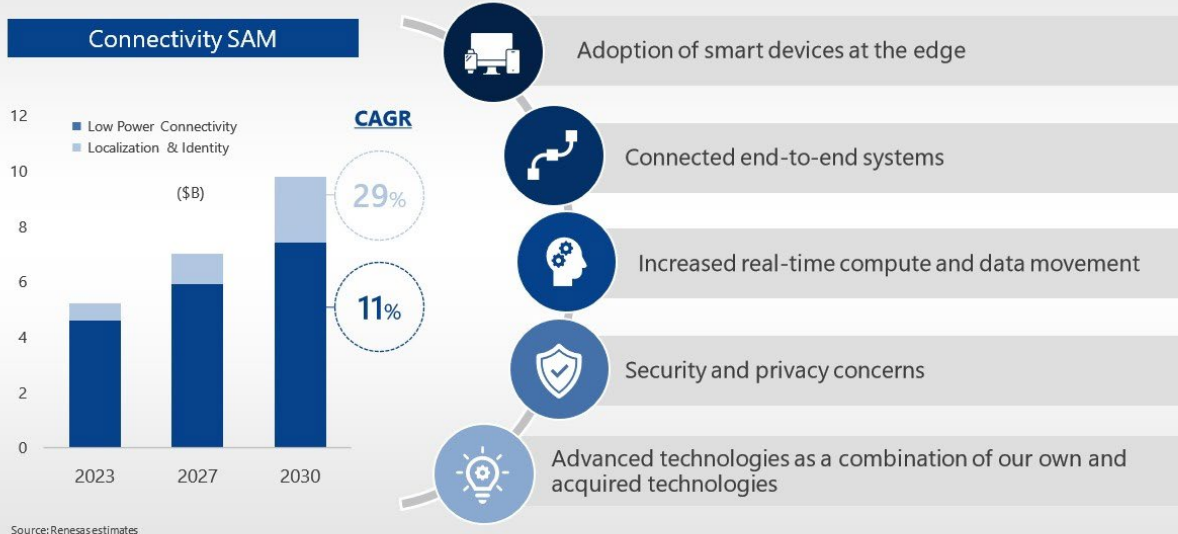 Connectivity SAM
12
10
8
6
4
2
0
Low Power Connectivity
Localization & Identity
($B)
CAGR
29%
11%
2023
2027
2030
Source: Renesas estimates
Adoption of smart devices at the edge
Connected end-to-end systems
Increased real-time compute and data movement
Security and privacy concerns
Advanced technologies as a combination of our own and
acquired technologies